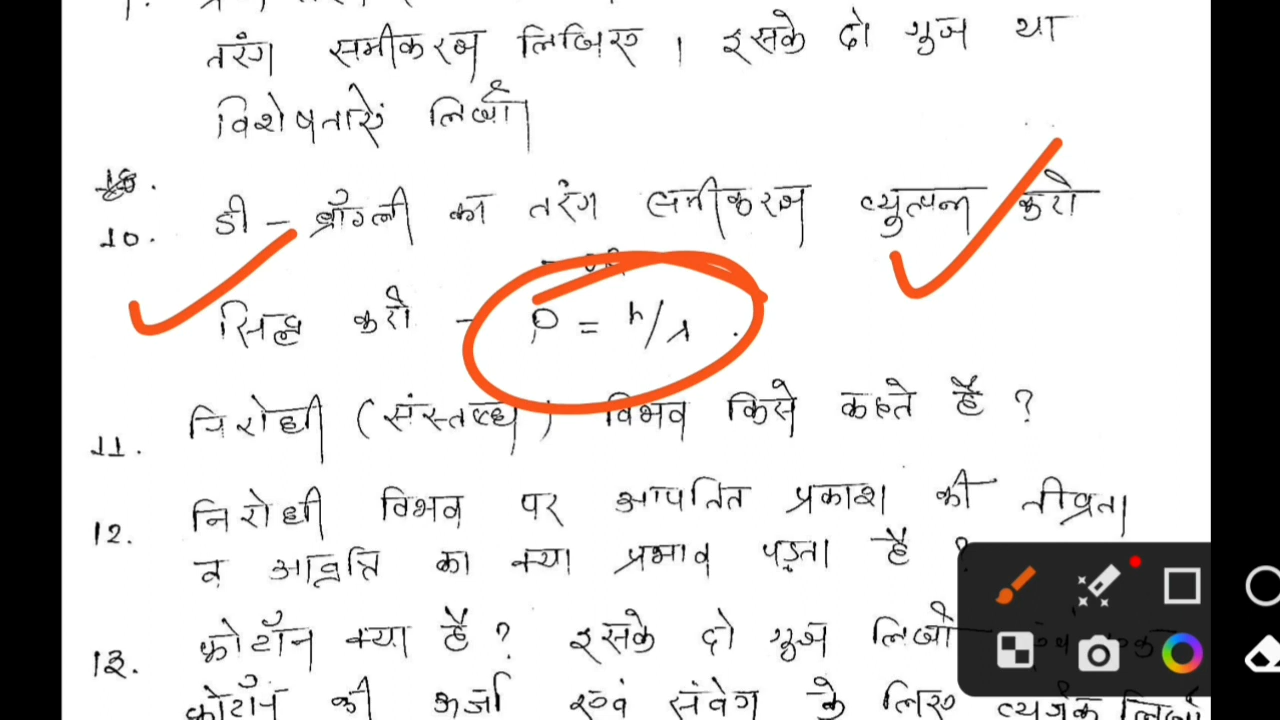 तरंग समीकरण लिखिए । इसके दो गुण या
विशेषताएं लिखो।
10. डी - ब्रॉगली का तरंग समीकरण व्युत्पन्न करो
सिद्ध करो - P = h/λ .
11. निरोधी (संस्तब्ध) विभव किसे कहते हैं ?
12. निरोधी विभव पर आपतित प्रकाश की तीव्रता
व आवृत्ति का क्या प्रभाव पड़ता है ?
13. फोटॉन क्या है ? इसके दो गुण लिखो
फोटॉन की ऊर्जा एवं संवेग के लिए व्यंजक लिखो